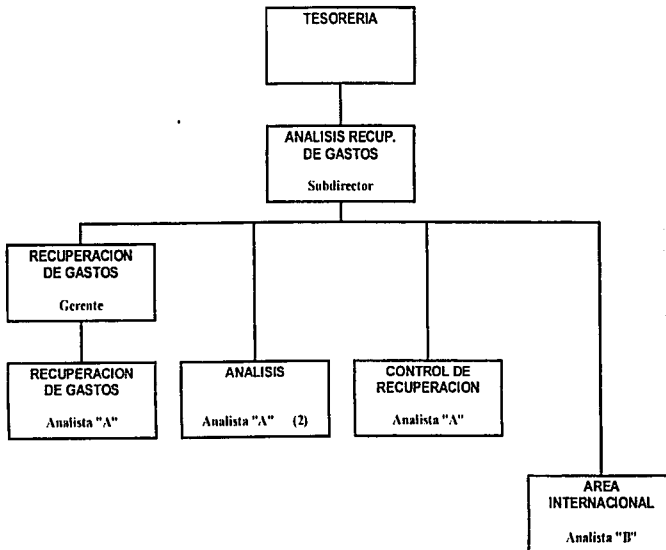 TESORERIA
ANALISIS RECUP.
DE GASTOS
Subdirector
RECUPERACION
DE GASTOS
Gerente
RECUPERACION
DE GASTOS
Analista "A"
ANALISIS
Analista "A" (2)
CONTROL DE
RECUPERACION
Analista "A"
AREA
INTERNACIONAL
Analista "B"